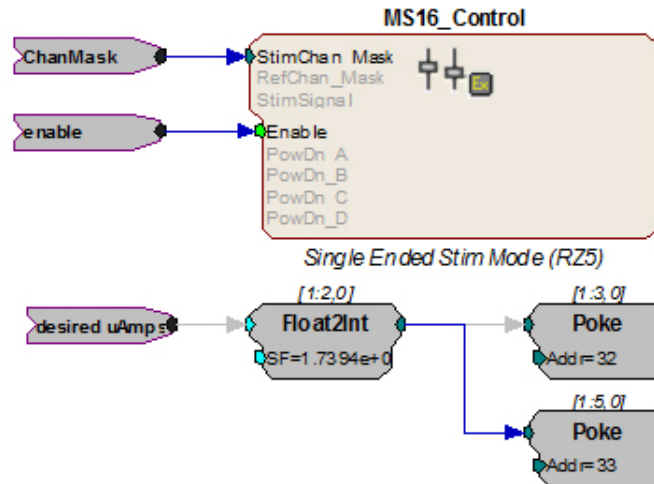 MS16_Control
ChanMask
StimChan_Mask
RefChan_Mask
StimSignal
Ex
enable
Enable
PowDn_A
PowDn_B
PowDn_C
PowDn_D
Single Ended Stim Mode (RZ5)
[1:2,0]
[1:3,0]
desired uAmps
Float2Int
Poke
SF=1.7394e+0
Addr=32
[1:5,0]
Poke
Addr=33